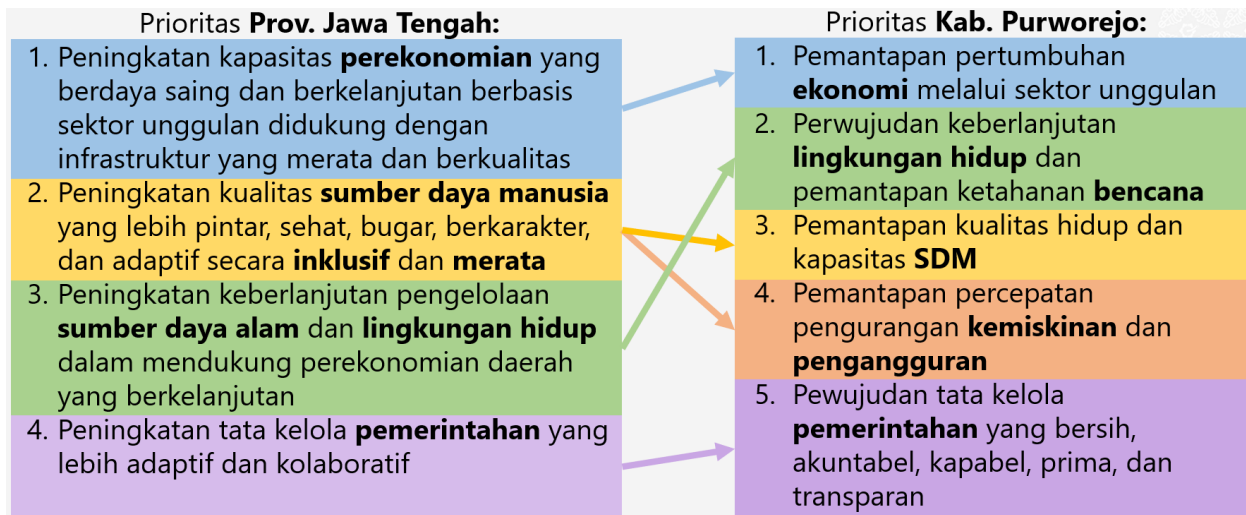 Prioritas Prov. Jawa Tengah:
1. Peningkatan kapasitas perekonomian yang
berdaya saing dan berkelanjutan berbasis
sektor unggulan didukung dengan
infrastruktur yang merata dan berkualitas
2. Peningkatan kualitas sumber daya manusia
yang lebih pintar, sehat, bugar, berkarakter,
dan adaptif secara inklusif dan merata
3. Peningkatan keberlanjutan pengelolaan
sumber daya alam dan lingkungan hidup
dalam mendukung perekonomian daerah
yang berkelanjutan
4. Peningkatan tata kelola pemerintahan yang
lebih adaptif dan kolaboratif
Prioritas Kab. Purworejo:
1. Pemantapan pertumbuhan
ekonomi melalui sektor unggulan
2. Perwujudan keberlanjutan
lingkungan hidup dan
pemantapan ketahanan bencana
3. Pemantapan kualitas hidup dan
kapasitas SDM
4. Pemantapan percepatan
pengurangan kemiskinan dan
pengangguran
5. Pewujudan tata kelola
pemerintahan yang bersih,
akuntabel, kapabel, prima, dan
transparan